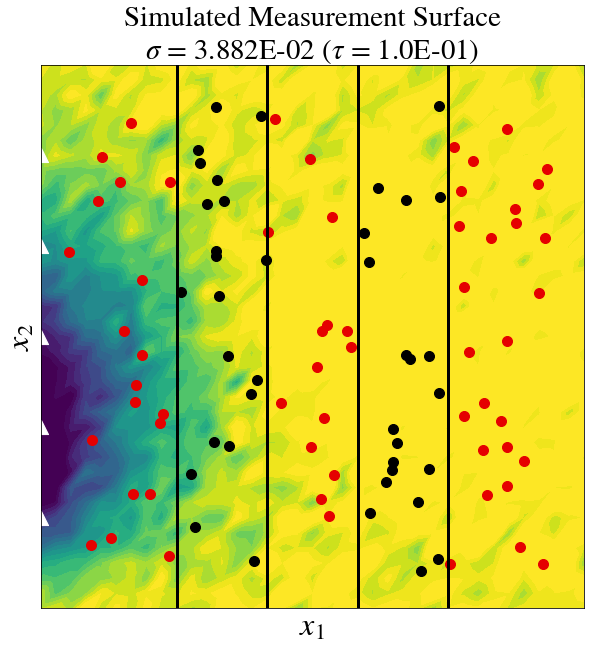 Simulated Measurement Surface
σ = 3.882E-02 (τ = 1.0E-01)
x₂
x₁